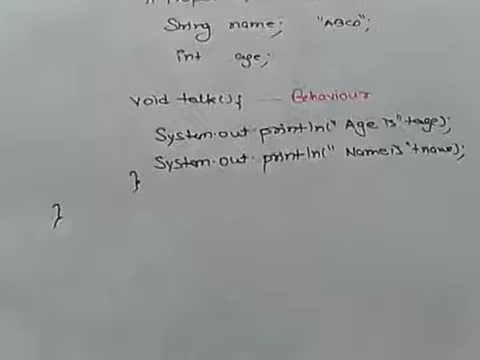 String name; "ABCD";
int age;
void talk(){ --- Behaviour
System.out.println(" Age is"+age);
System.out.println(" Name is"+name);
}
}